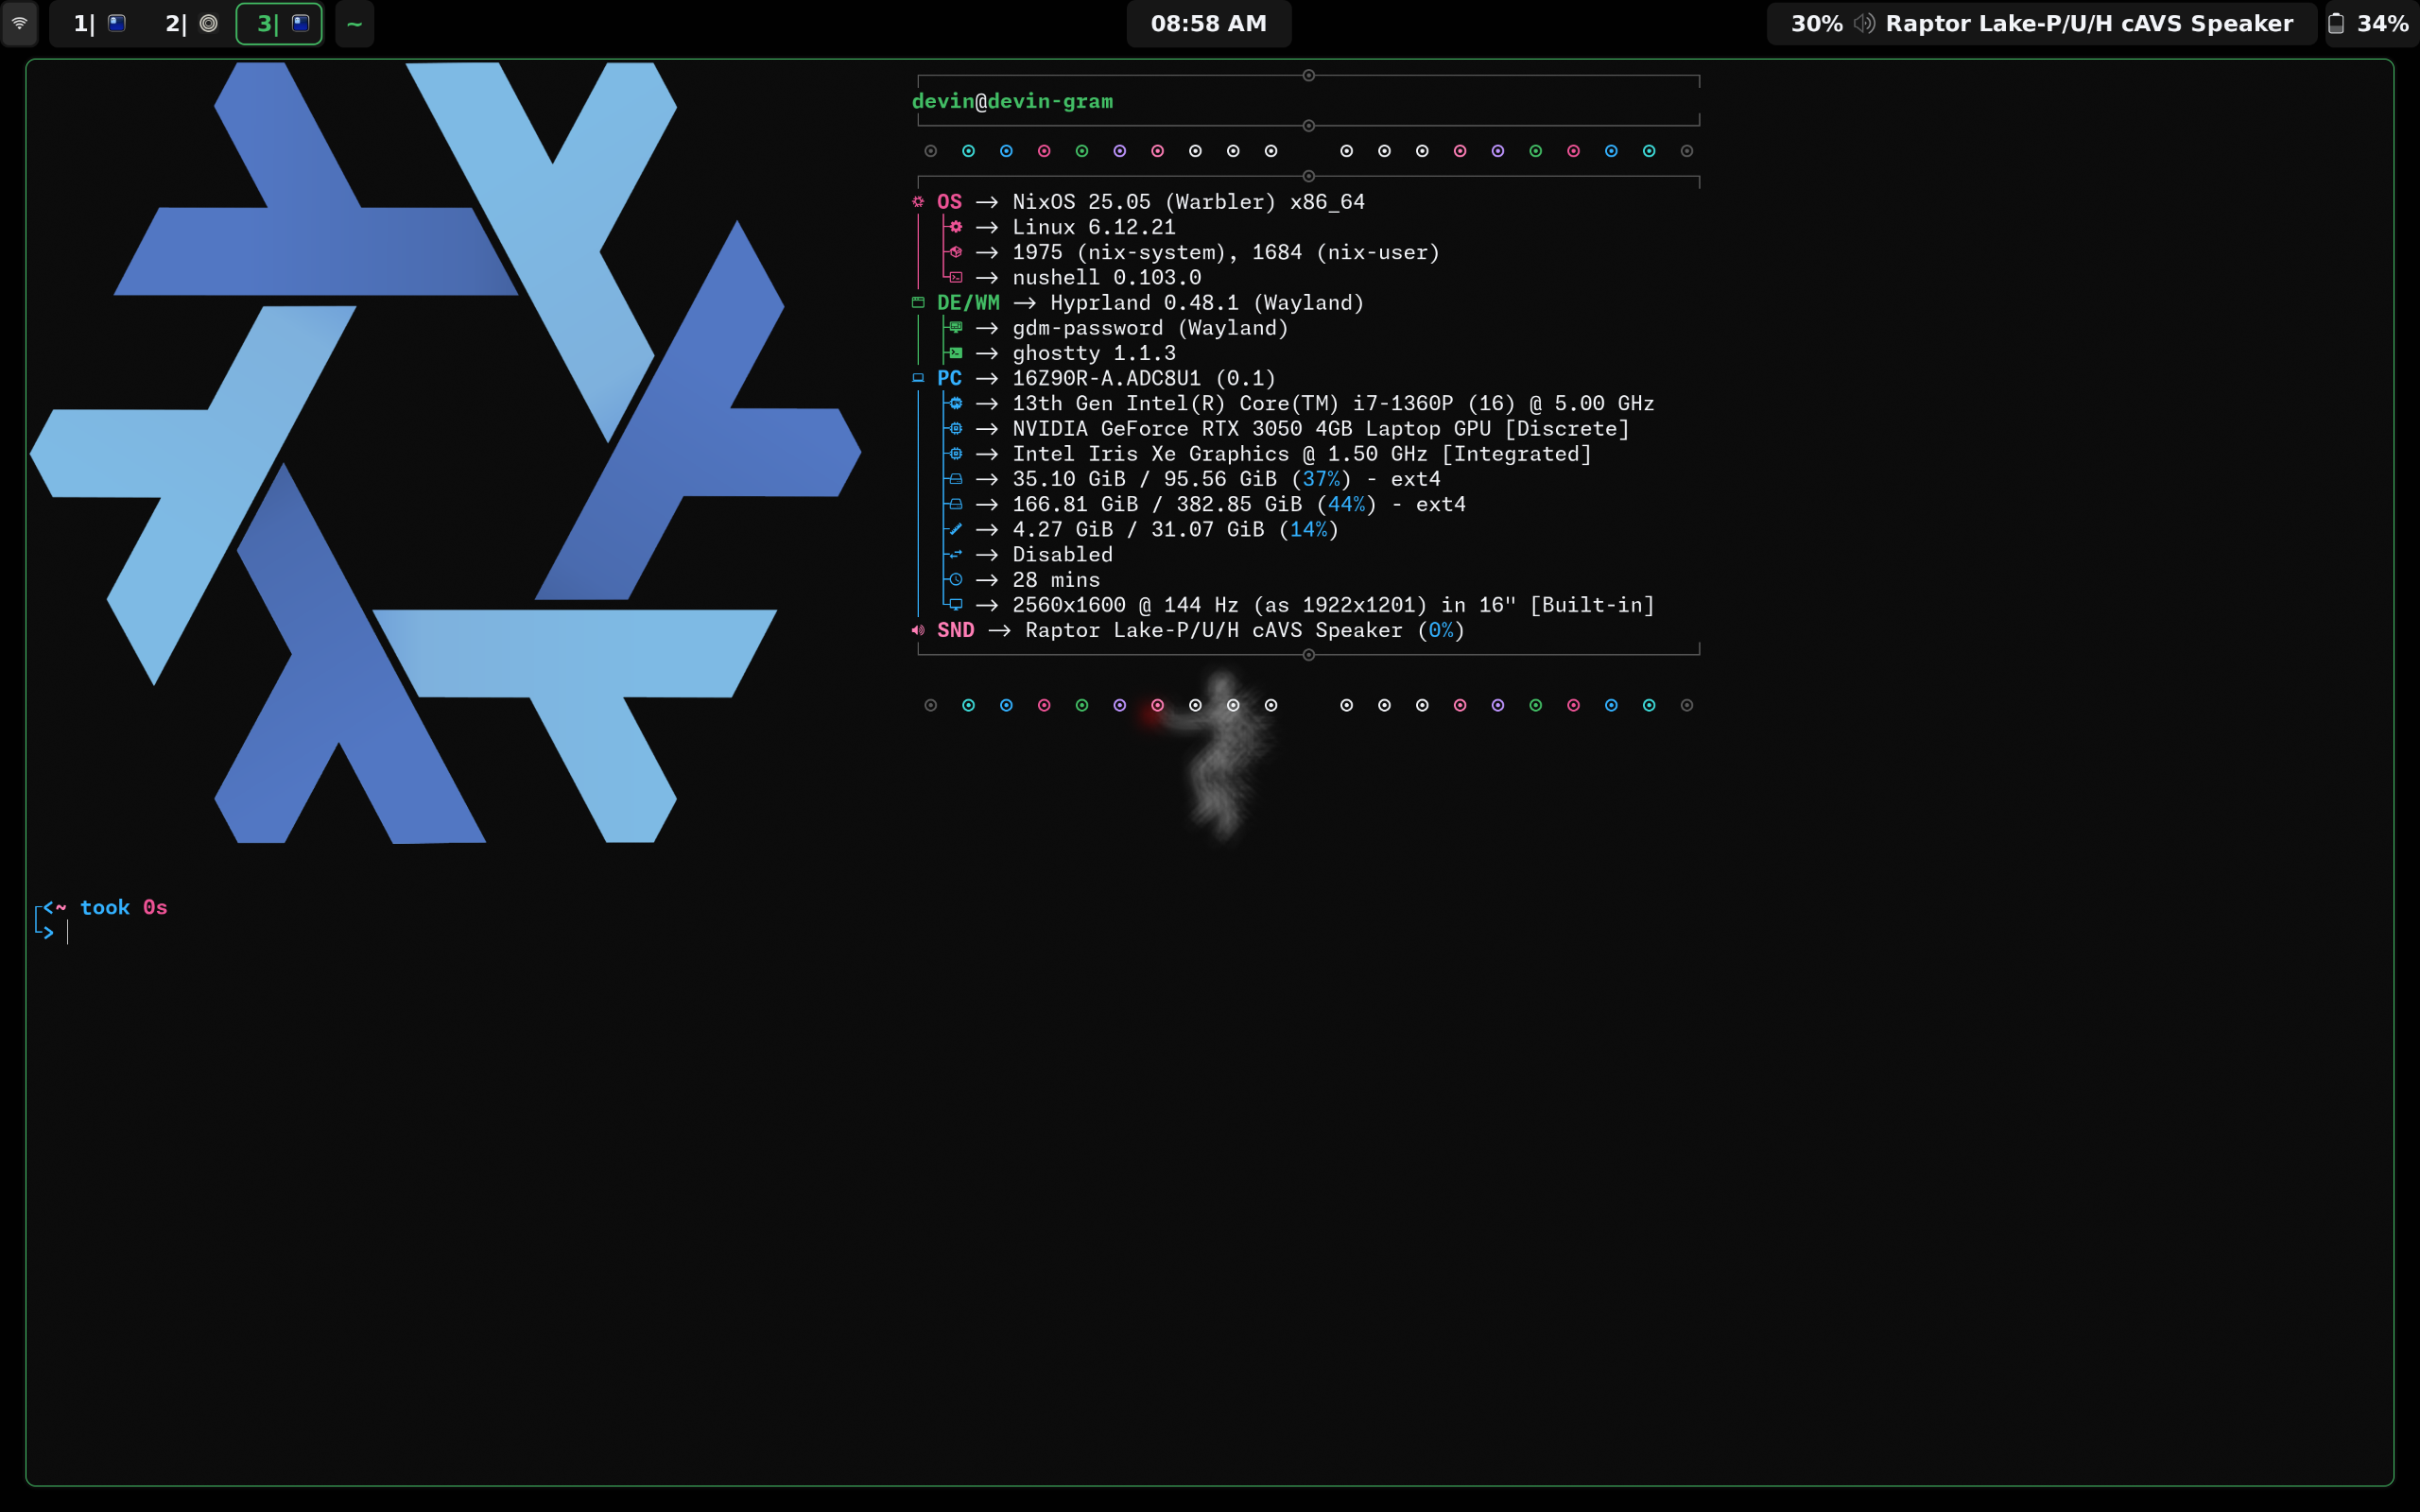 1| 2| 3| ~ 08:58 AM 30% Raptor Lake-P/U/H cAVS Speaker 34%
devin@devin-gram
OS → NixOS 25.05 (Warbler) x86_64
→ Linux 6.12.21
→ 1975 (nix-system), 1684 (nix-user)
→ nushell 0.103.0
DE/WM → Hyprland 0.48.1 (Wayland)
→ gdm-password (Wayland)
→ ghostty 1.1.3
PC → 16Z90R-A.ADC8U1 (0.1)
→ 13th Gen Intel(R) Core(TM) i7-1360P (16) @ 5.00 GHz
→ NVIDIA GeForce RTX 3050 4GB Laptop GPU [Discrete]
→ Intel Iris Xe Graphics @ 1.50 GHz [Integrated]
→ 35.10 GiB / 95.56 GiB (37%) - ext4
→ 166.81 GiB / 382.85 GiB (44%) - ext4
→ 4.27 GiB / 31.07 GiB (14%)
→ Disabled
→ 28 mins
→ 2560x1600 @ 144 Hz (as 1922x1201) in 16" [Built-in]
SND → Raptor Lake-P/U/H cAVS Speaker (0%)
<~ took 0s
>